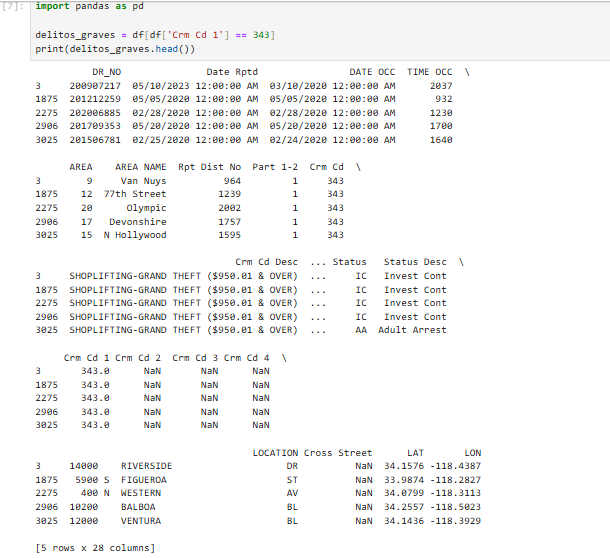 [7]: import pandas as pd
delitos_graves = df[df['Crm Cd 1'] == 343]
print(delitos_graves.head())
DR_NO Date Rptd DATE OCC TIME OCC \
3 200907217 05/10/2023 12:00:00 AM 03/10/2020 12:00:00 AM 2037
1875 201212259 05/05/2020 12:00:00 AM 05/05/2020 12:00:00 AM 932
2275 202006885 02/28/2020 12:00:00 AM 02/28/2020 12:00:00 AM 1230
2906 201709353 05/20/2020 12:00:00 AM 05/20/2020 12:00:00 AM 1700
3025 201506781 02/25/2020 12:00:00 AM 02/24/2020 12:00:00 AM 1640
AREA AREA NAME Rpt Dist No Part 1-2 Crm Cd \
3 9 Van Nuys 964 1 343
1875 12 77th Street 1239 1 343
2275 20 Olympic 2002 1 343
2906 17 Devonshire 1757 1 343
3025 15 N Hollywood 1595 1 343
Crm Cd Desc ... Status Status Desc \
3 SHOPLIFTING-GRAND THEFT ($950.01 & OVER) ... IC Invest Cont
1875 SHOPLIFTING-GRAND THEFT ($950.01 & OVER) ... IC Invest Cont
2275 SHOPLIFTING-GRAND THEFT ($950.01 & OVER) ... IC Invest Cont
2906 SHOPLIFTING-GRAND THEFT ($950.01 & OVER) ... IC Invest Cont
3025 SHOPLIFTING-GRAND THEFT ($950.01 & OVER) ... AA Adult Arrest
Crm Cd 1 Crm Cd 2 Crm Cd 3 Crm Cd 4 \
3 343.0 NaN NaN NaN
1875 343.0 NaN NaN NaN
2275 343.0 NaN NaN NaN
2906 343.0 NaN NaN NaN
3025 343.0 NaN NaN NaN
LOCATION Cross Street LAT LON
3 14000 RIVERSIDE DR NaN 34.1576 -118.4387
1875 5900 S FIGUEROA ST NaN 33.9874 -118.2827
2275 400 N WESTERN AV NaN 34.0799 -118.3113
2906 10200 BALBOA BL NaN 34.2557 -118.5023
3025 12000 VENTURA BL NaN 34.1436 -118.3929
[5 rows x 28 columns]